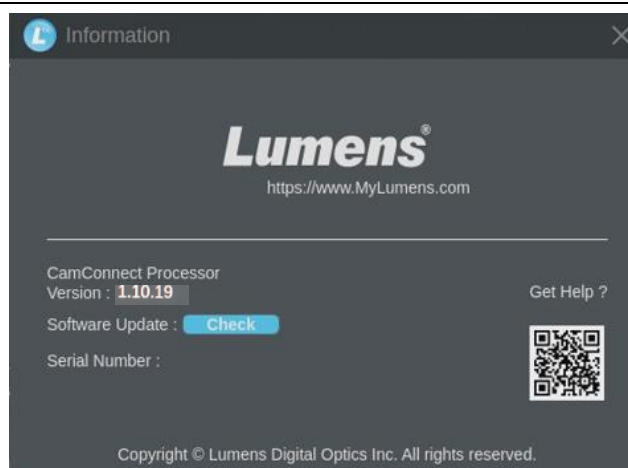 Information
Lumens®
https://www.MyLumens.com
CamConnect Processor
Version : 1.10.19
Get Help ?
Software Update : Check
Serial Number :
Copyright © Lumens Digital Optics Inc. All rights reserved.